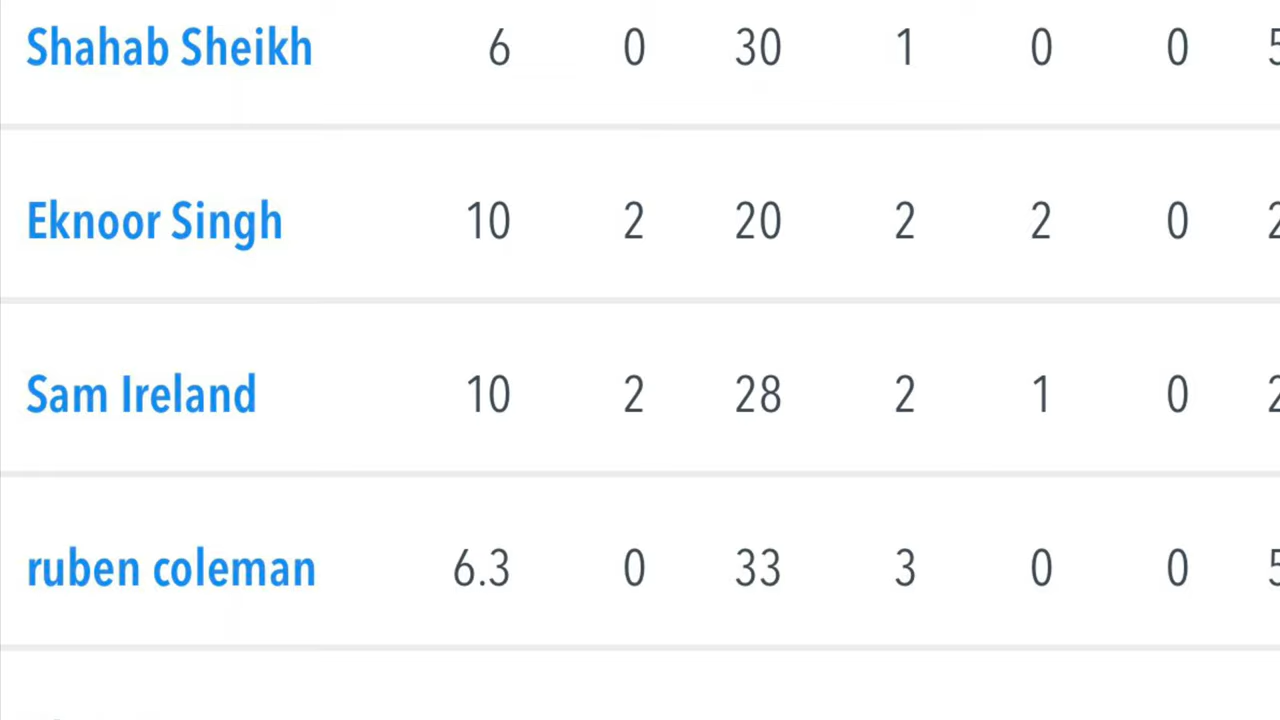 Shahab Sheikh 6 0 30 1 0 0
Eknoor Singh 10 2 20 2 2 0
Sam Ireland 10 2 28 2 1 0
ruben coleman 6.3 0 33 3 0 0